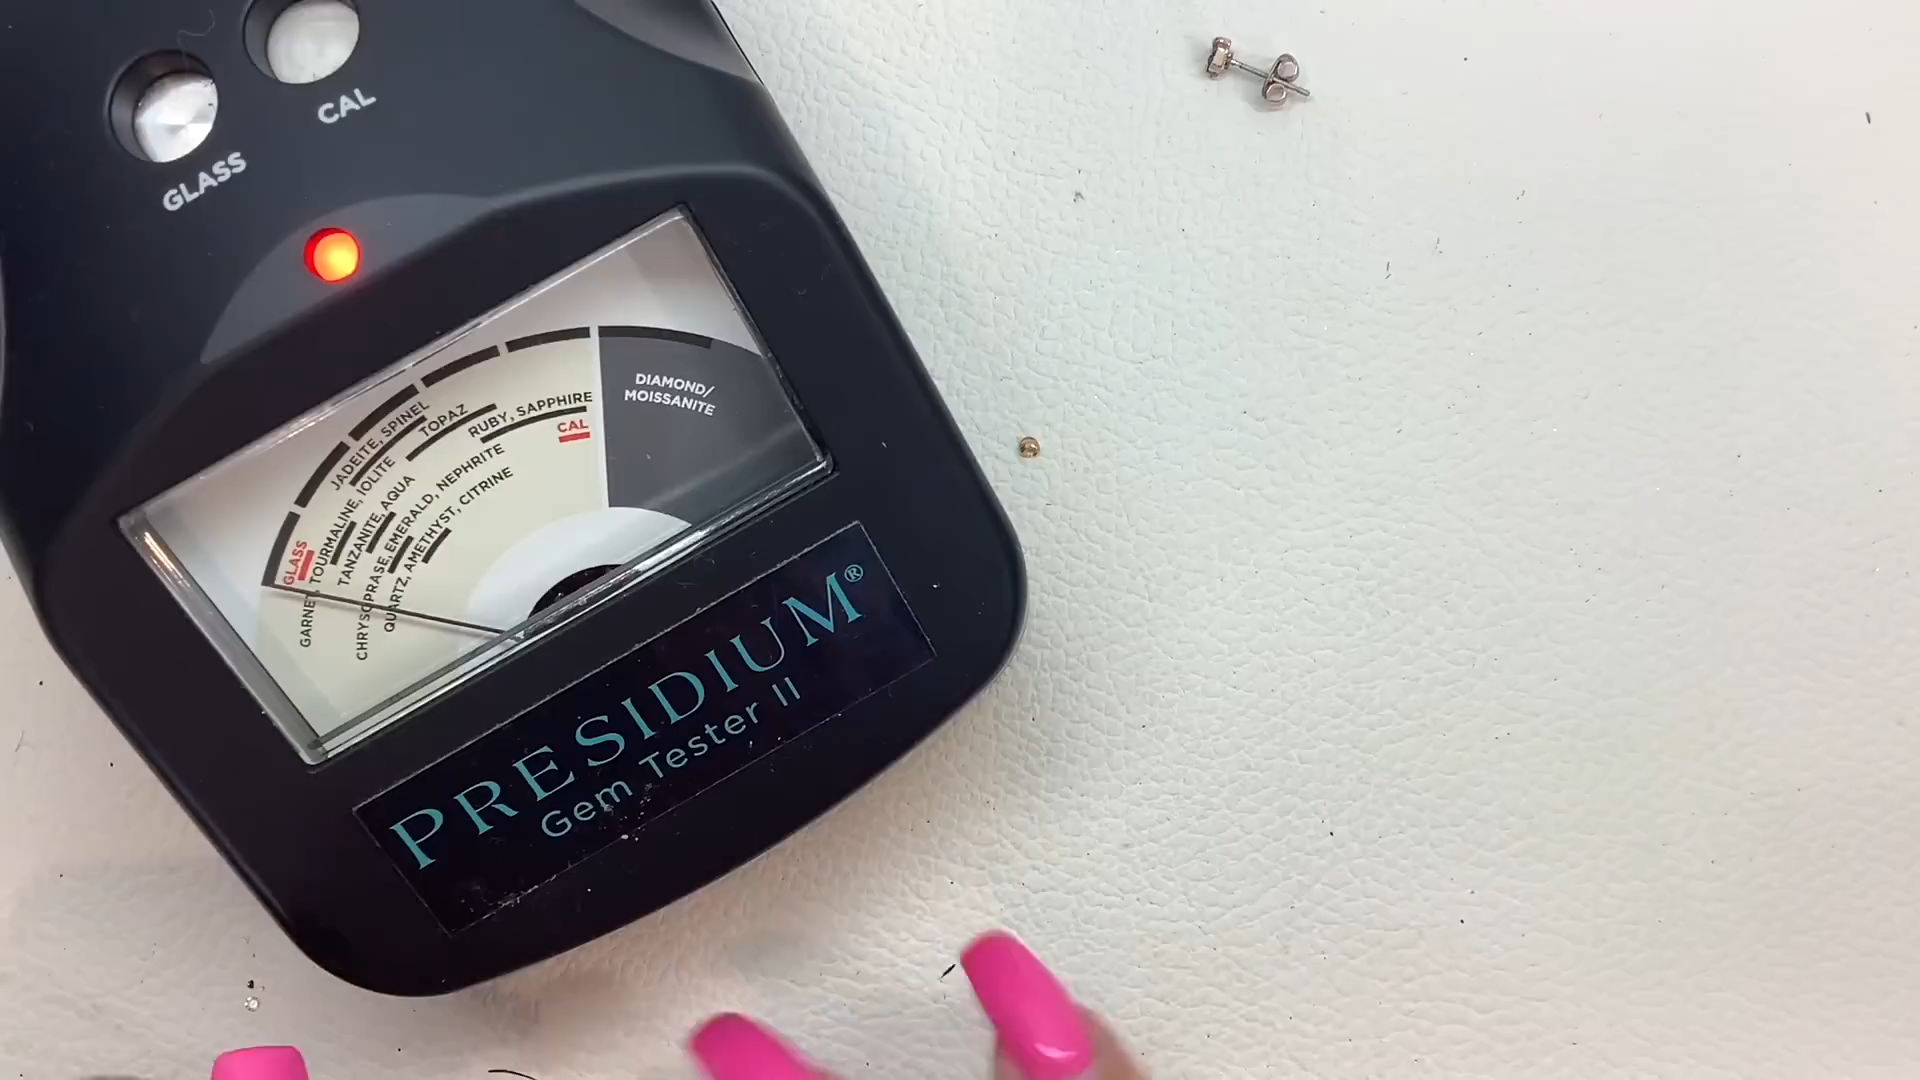 CAL
GLASS
DIAMOND/
MOISSANITE
JADEITE, SPINEL
TOPAZ
RUBY, SAPPHIRE
CAL
GLASS
GARNET, TOURMALINE, IOLITE
TANZANITE, AQUA
CHRYSOPRASE, EMERALD, NEPHRITE
QUARTZ, AMETHYST, CITRINE
PRESIDIUM®
Gem Tester II